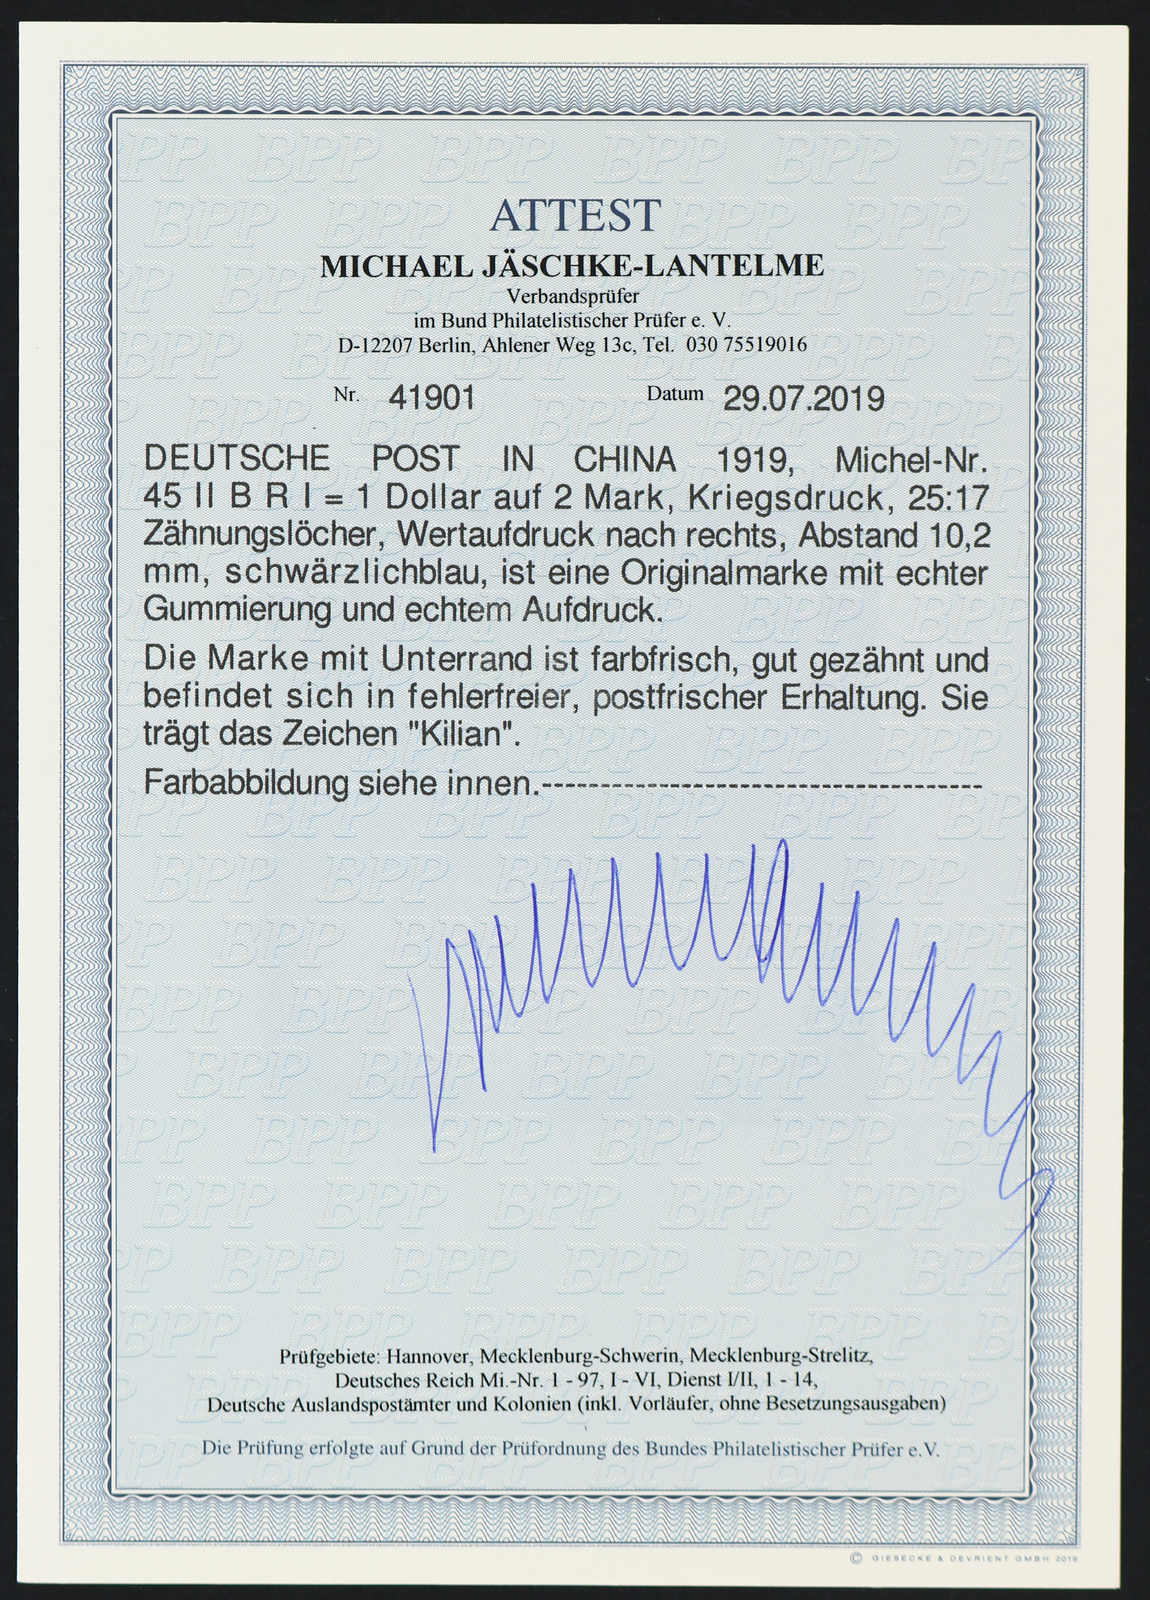 ATTEST
MICHAEL JÄSCHKE-LANTELME
Verbandsprüfer
im Bund Philatelistischer Prüfer e. V.
D-12207 Berlin, Ahlener Weg 13c, Tel. 030 75519016
Nr. 41901 Datum 29.07.2019
DEUTSCHE POST IN CHINA 1919, Michel-Nr.
45 II B R I = 1 Dollar auf 2 Mark, Kriegsdruck, 25:17
Zähnungslöcher, Wertaufdruck nach rechts, Abstand 10,2
mm, schwärzlichblau, ist eine Originalmarke mit echter
Gummierung und echtem Aufdruck.
Die Marke mit Unterrand ist farbfrisch, gut gezähnt und
befindet sich in fehlerfreier, postfrischer Erhaltung. Sie
trägt das Zeichen "Kilian".
Farbabbildung siehe innen.-------------------------------------
Prüfgebiete: Hannover, Mecklenburg-Schwerin, Mecklenburg-Strelitz,
Deutsches Reich Mi.-Nr. 1 - 97, I - VI, Dienst I/II, 1 - 14,
Deutsche Auslandspostämter und Kolonien (inkl. Vorläufer, ohne Besetzungsausgaben)
Die Prüfung erfolgte auf Grund der Prüfordnung des Bundes Philatelistischer Prüfer e.V.
© GIESECKE & DEVRIENT GMBH 2019